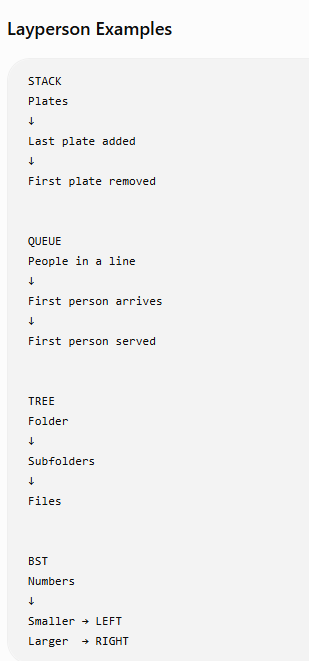 Layperson Examples
STACK
Plates
↓
Last plate added
↓
First plate removed
QUEUE
People in a line
↓
First person arrives
↓
First person served
TREE
Folder
↓
Subfolders
↓
Files
BST
Numbers
↓
Smaller → LEFT
Larger  → RIGHT